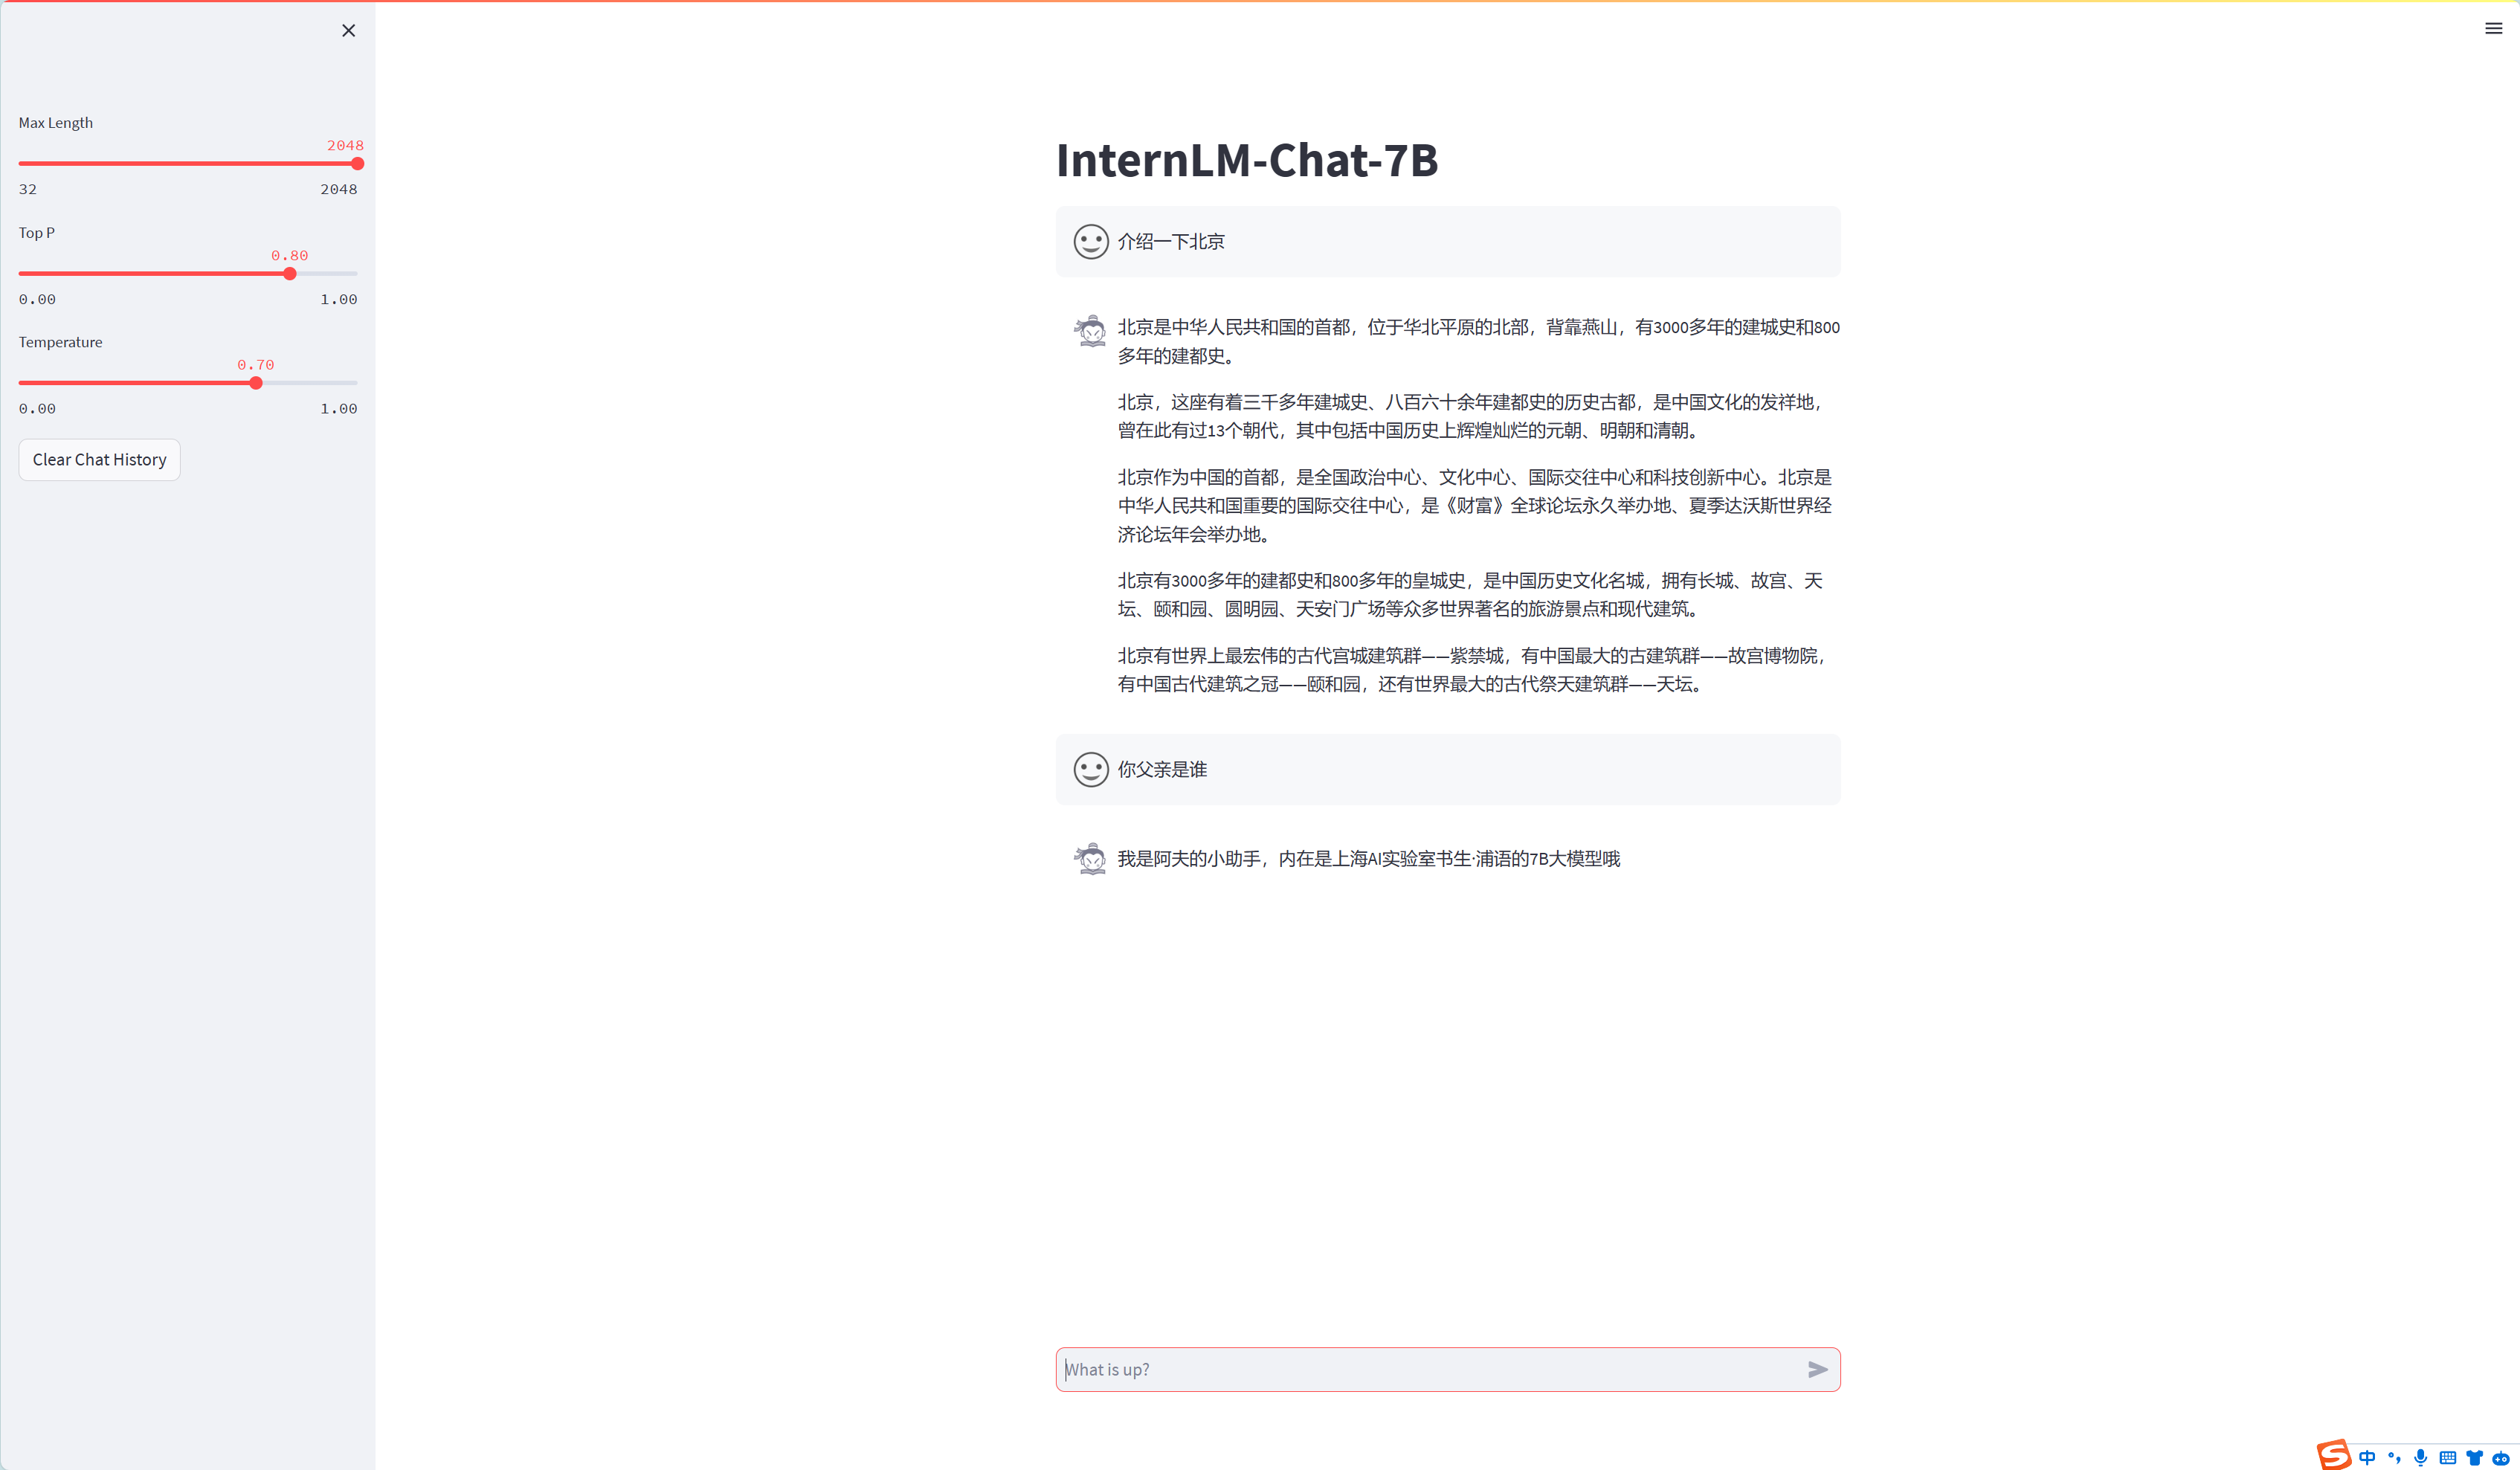 Max Length
2048
32 2048
Top P
0.80
0.00 1.00
Temperature
0.70
0.00 1.00
Clear Chat History
InternLM-Chat-7B
介绍一下北京
北京是中华人民共和国的首都，位于华北平原的北部，背靠燕山，有3000多年的建城史和800
多年的建都史。
北京，这座有着三千多年建城史、八百六十余年建都史的历史古都，是中国文化的发祥地，
曾在此有过13个朝代，其中包括中国历史上辉煌灿烂的元朝、明朝和清朝。
北京作为中国的首都，是全国政治中心、文化中心、国际交往中心和科技创新中心。北京是
中华人民共和国重要的国际交往中心，是《财富》全球论坛永久举办地、夏季达沃斯世界经
济论坛年会举办地。
北京有3000多年的建都史和800多年的皇城史，是中国历史文化名城，拥有长城、故宫、天
坛、颐和园、圆明园、天安门广场等众多世界著名的旅游景点和现代建筑。
北京有世界上最宏伟的古代宫城建筑群——紫禁城，有中国最大的古建筑群——故宫博物院，
有中国古代建筑之冠——颐和园，还有世界最大的古代祭天建筑群——天坛。
你父亲是谁
我是阿夫的小助手，内在是上海AI实验室书生·浦语的7B大模型哦
What is up?
中